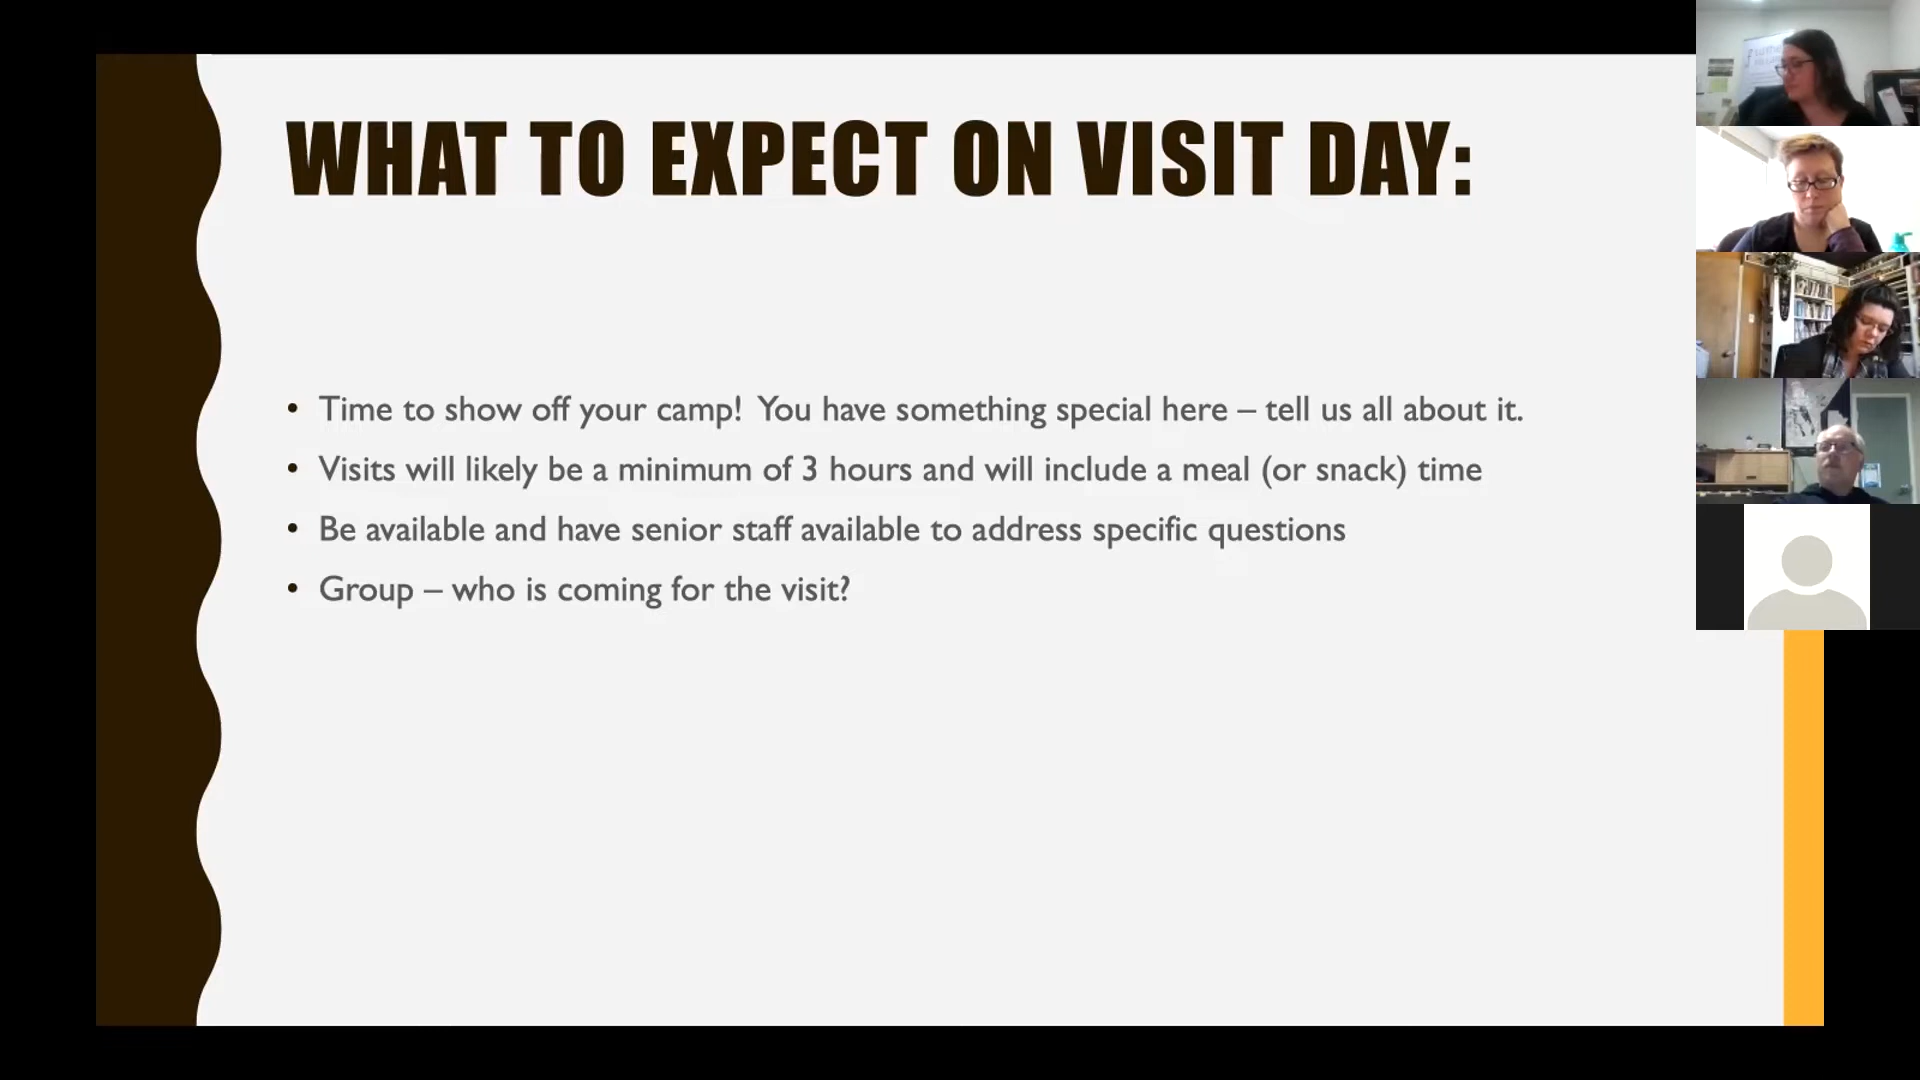 WHAT TO EXPECT ON VISIT DAY:
• Time to show off your camp!  You have something special here – tell us all about it.
• Visits will likely be a minimum of 3 hours and will include a meal (or snack) time
• Be available and have senior staff available to address specific questions
• Group – who is coming for the visit?